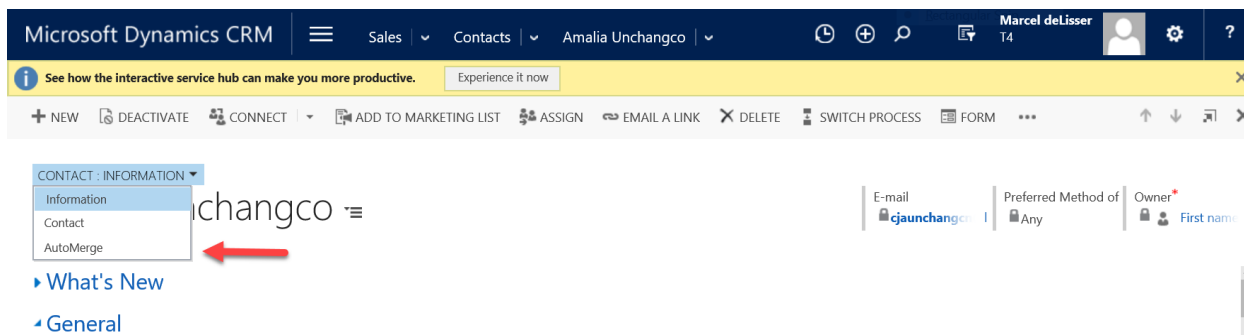 Microsoft Dynamics CRM Sales Contacts Amalia Unchangco Marcel deLisser
T4 ?
i See how the interactive service hub can make you more productive. Experience it now
NEW DEACTIVATE CONNECT ADD TO MARKETING LIST ASSIGN EMAIL A LINK DELETE SWITCH PROCESS FORM
CONTACT : INFORMATION
Information
Contact
AutoMerge
nchangco
E-mail
Preferred Method of
Any
Owner*
First name
What's New
General